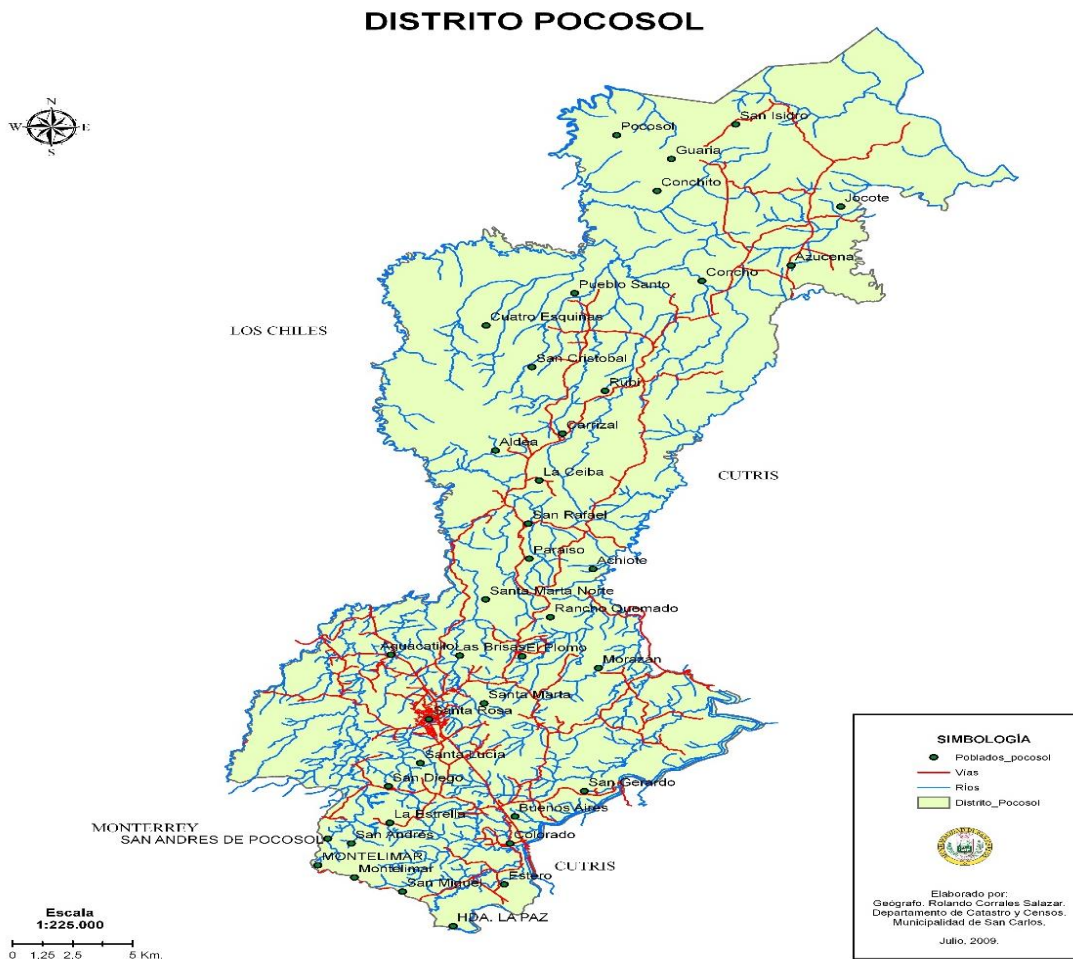 DISTRITO POCOSOL
N
W E
S
San Isidro
Pocosol
Guaria
Conchito
Jocote
Azucena
Concho
Pueblo Santo
Cuatro Esquinas
LOS CHILES
San Cristobal
Rubi
Carrizal
Aldea
La Ceiba
CUTRIS
San Rafael
Paraiso
Achiote
Santa Marta Norte
Rancho Quemado
Aguacatillo
Las Brisas
El Plomo
Morazan
Santa Marta
Santa Rosa
Santa Lucia
San Diego
San Gerardo
Buenos Aires
La Estrella
MONTERREY
SAN ANDRES DE POCOSOL
San Andres
Colorado
MONTELIMAR
Montelimar
CUTRIS
Estero
San Miguel
HDA. LA PAZ
Escala
1:225.000
0 1,25 2,5 5 Km.
SIMBOLOGÌA
Poblados_pocosol
Vías
Ríos
Distrito_Pocosol
Elaborado por:
Geógrafo. Rolando Corrales Salazar.
Departamento de Catastro y Censos.
Municipalidad de San Carlos,
Julio, 2009.